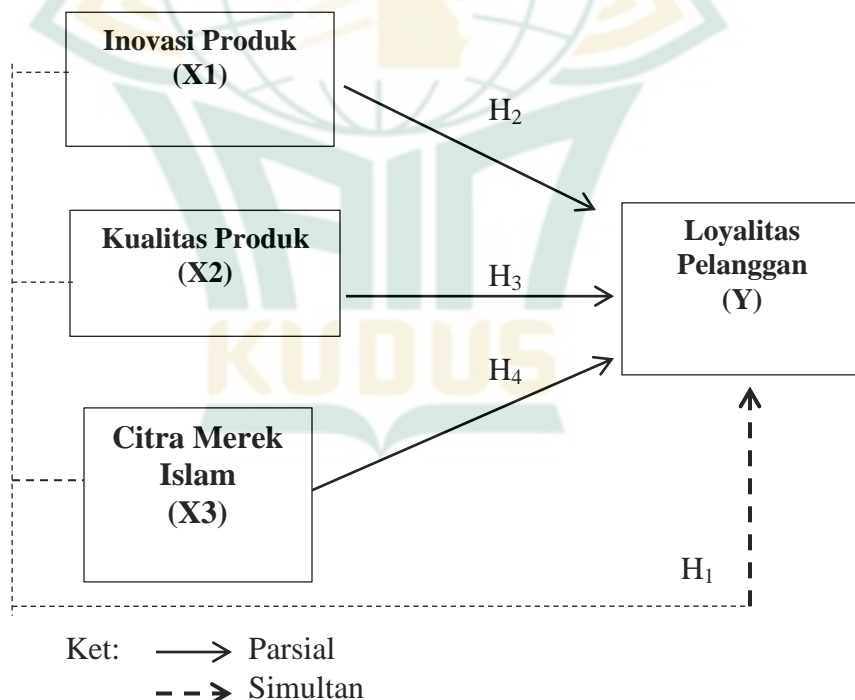 Inovasi Produk
(X1)
H₂
Kualitas Produk
(X2)
H₃
Loyalitas
Pelanggan
(Y)
H₄
Citra Merek
Islam
(X3)
H₁
Ket: Parsial
Simultan
KUDUS